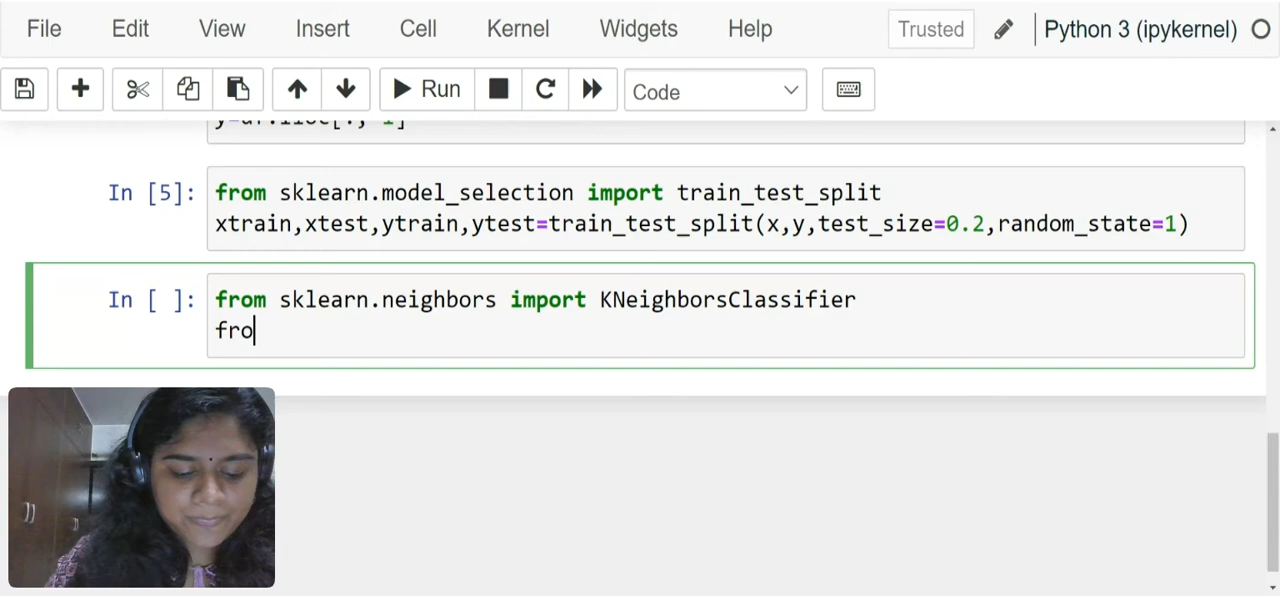 File Edit View Insert Cell Kernel Widgets Help Trusted Python 3 (ipykernel)
Run Code
In [5]: from sklearn.model_selection import train_test_split
xtrain,xtest,ytrain,ytest=train_test_split(x,y,test_size=0.2,random_state=1)
In [ ]: from sklearn.neighbors import KNeighborsClassifier
fro